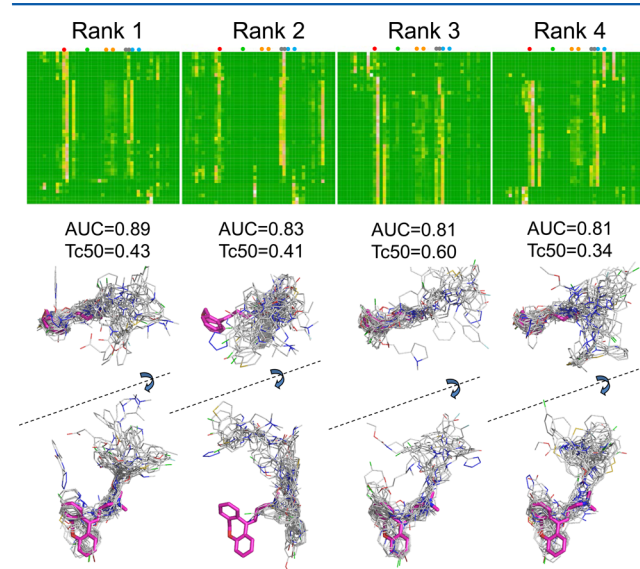 Rank 1 Rank 2 Rank 3 Rank 4
AUC=0.89 AUC=0.83 AUC=0.81 AUC=0.81
Tc50=0.43 Tc50=0.41 Tc50=0.60 Tc50=0.34